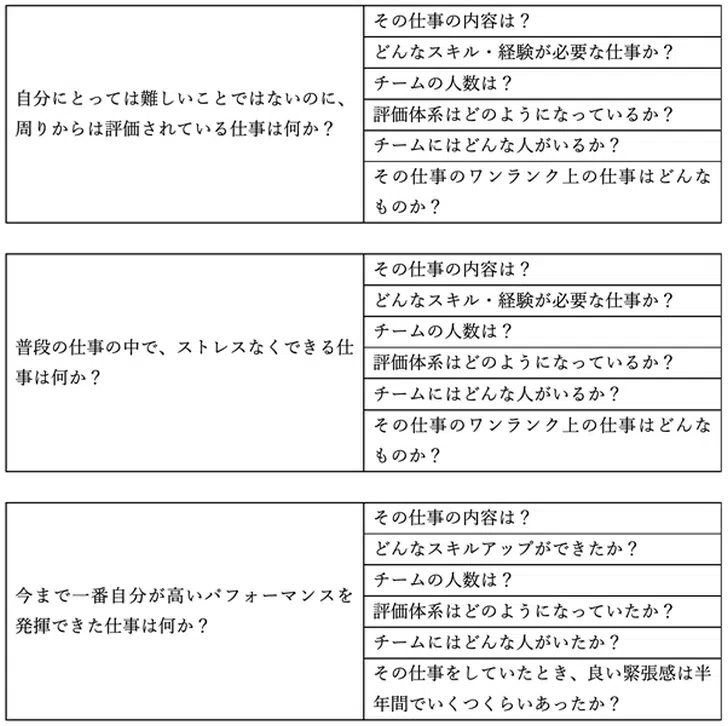 自分にとっては難しいことではないのに、
周りからは評価されている仕事は何か？
その仕事の内容は？
どんなスキル・経験が必要な仕事か？
チームの人数は？
評価体系はどのようになっているか？
チームにはどんな人がいるか？
その仕事のワンランク上の仕事はどんな
ものか？
普段の仕事の中で、ストレスなくできる仕
事は何か？
その仕事の内容は？
どんなスキル・経験が必要な仕事か？
チームの人数は？
評価体系はどのようになっているか？
チームにはどんな人がいるか？
その仕事のワンランク上の仕事はどんな
ものか？
今まで一番自分が高いパフォーマンスを
発揮できた仕事は何か？
その仕事の内容は？
どんなスキルアップができたか？
チームの人数は？
評価体系はどのようになっていたか？
チームにはどんな人がいたか？
その仕事をしていたとき、良い緊張感は半
年間でいくつくらいあったか？